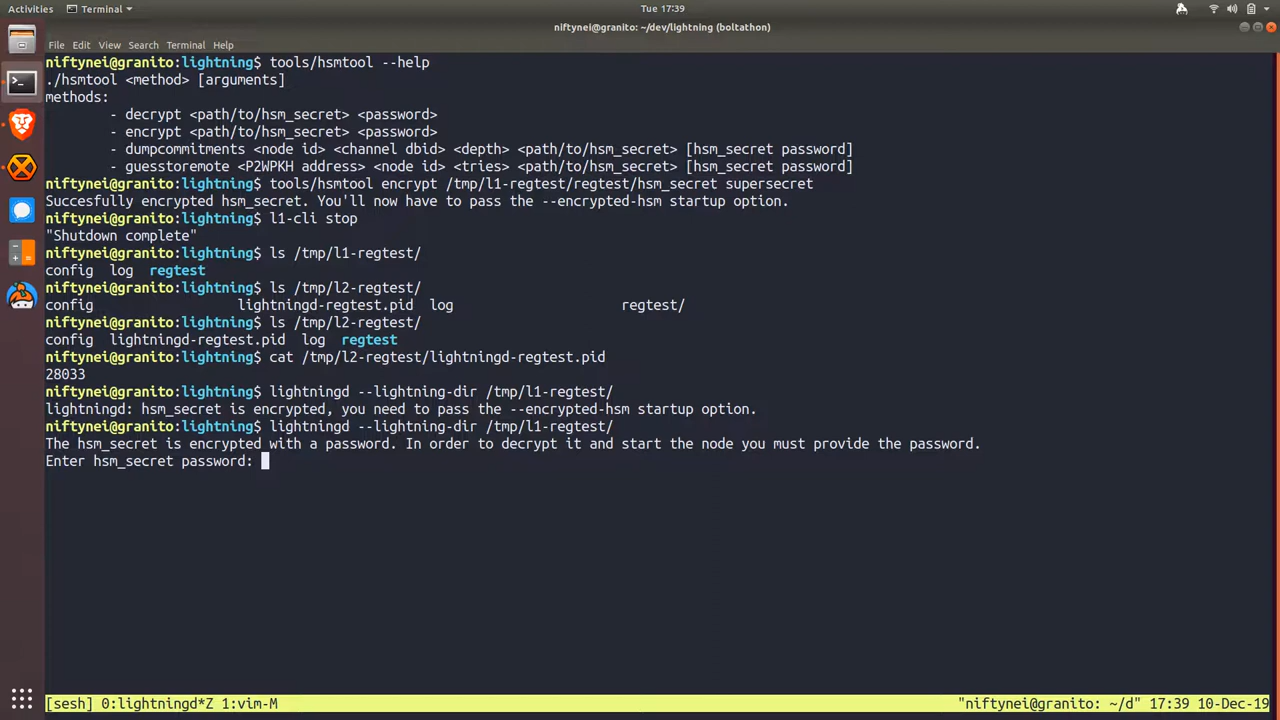 Activities Terminal Tue 17:39
niftynei@granito: ~/dev/lightning (boltathon)
File Edit View Search Terminal Help
niftynei@granito:lightning$ tools/hsmtool --help
./hsmtool <method> [arguments]
methods:
- decrypt <path/to/hsm_secret> <password>
- encrypt <path/to/hsm_secret> <password>
- dumpcommitments <node id> <channel dbid> <depth> <path/to/hsm_secret> [hsm_secret password]
- guesstoremote <P2WPKH address> <node id> <tries> <path/to/hsm_secret> [hsm_secret password]
niftynei@granito:lightning$ tools/hsmtool encrypt /tmp/l1-regtest/regtest/hsm_secret supersecret
Succesfully encrypted hsm_secret. You'll now have to pass the --encrypted-hsm startup option.
niftynei@granito:lightning$ l1-cli stop
"Shutdown complete"
niftynei@granito:lightning$ ls /tmp/l1-regtest/
config log regtest
niftynei@granito:lightning$ ls /tmp/l2-regtest/
config lightningd-regtest.pid log regtest/
niftynei@granito:lightning$ ls /tmp/l2-regtest/
config lightningd-regtest.pid log regtest
niftynei@granito:lightning$ cat /tmp/l2-regtest/lightningd-regtest.pid
28033
niftynei@granito:lightning$ lightningd --lightning-dir /tmp/l1-regtest/
lightningd: hsm_secret is encrypted, you need to pass the --encrypted-hsm startup option.
niftynei@granito:lightning$ lightningd --lightning-dir /tmp/l1-regtest/
The hsm_secret is encrypted with a password. In order to decrypt it and start the node you must provide the password.
Enter hsm_secret password:
[sesh] 0:lightningd*Z 1:vim-M "niftynei@granito: ~/d" 17:39 10-Dec-19